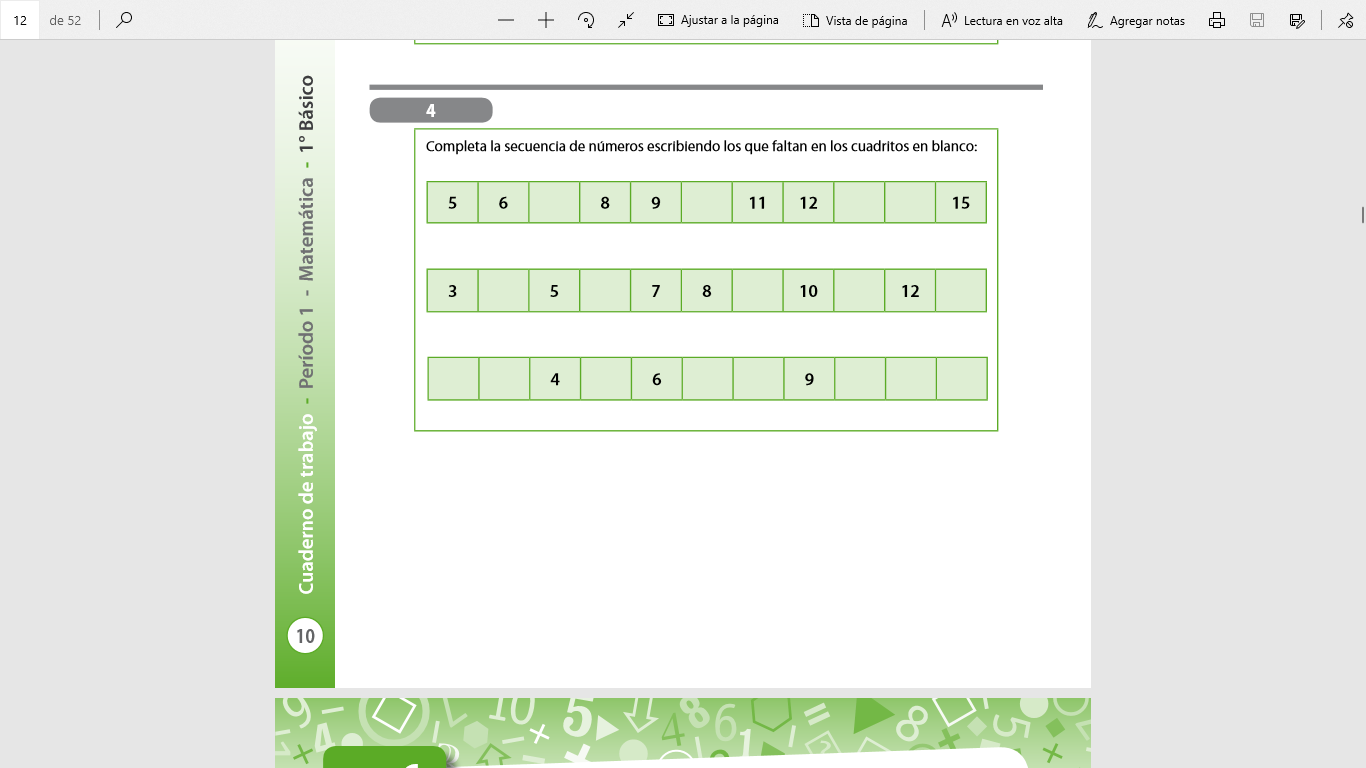 12 de 52 Ajustar a la página Vista de página Lectura en voz alta Agregar notas
Cuaderno de trabajo - Período 1 - Matemática - 1° Básico
10
4
Completa la secuencia de números escribiendo los que faltan en los cuadritos en blanco:
5 6 8 9 11 12 15
3 5 7 8 10 12
4 6 9